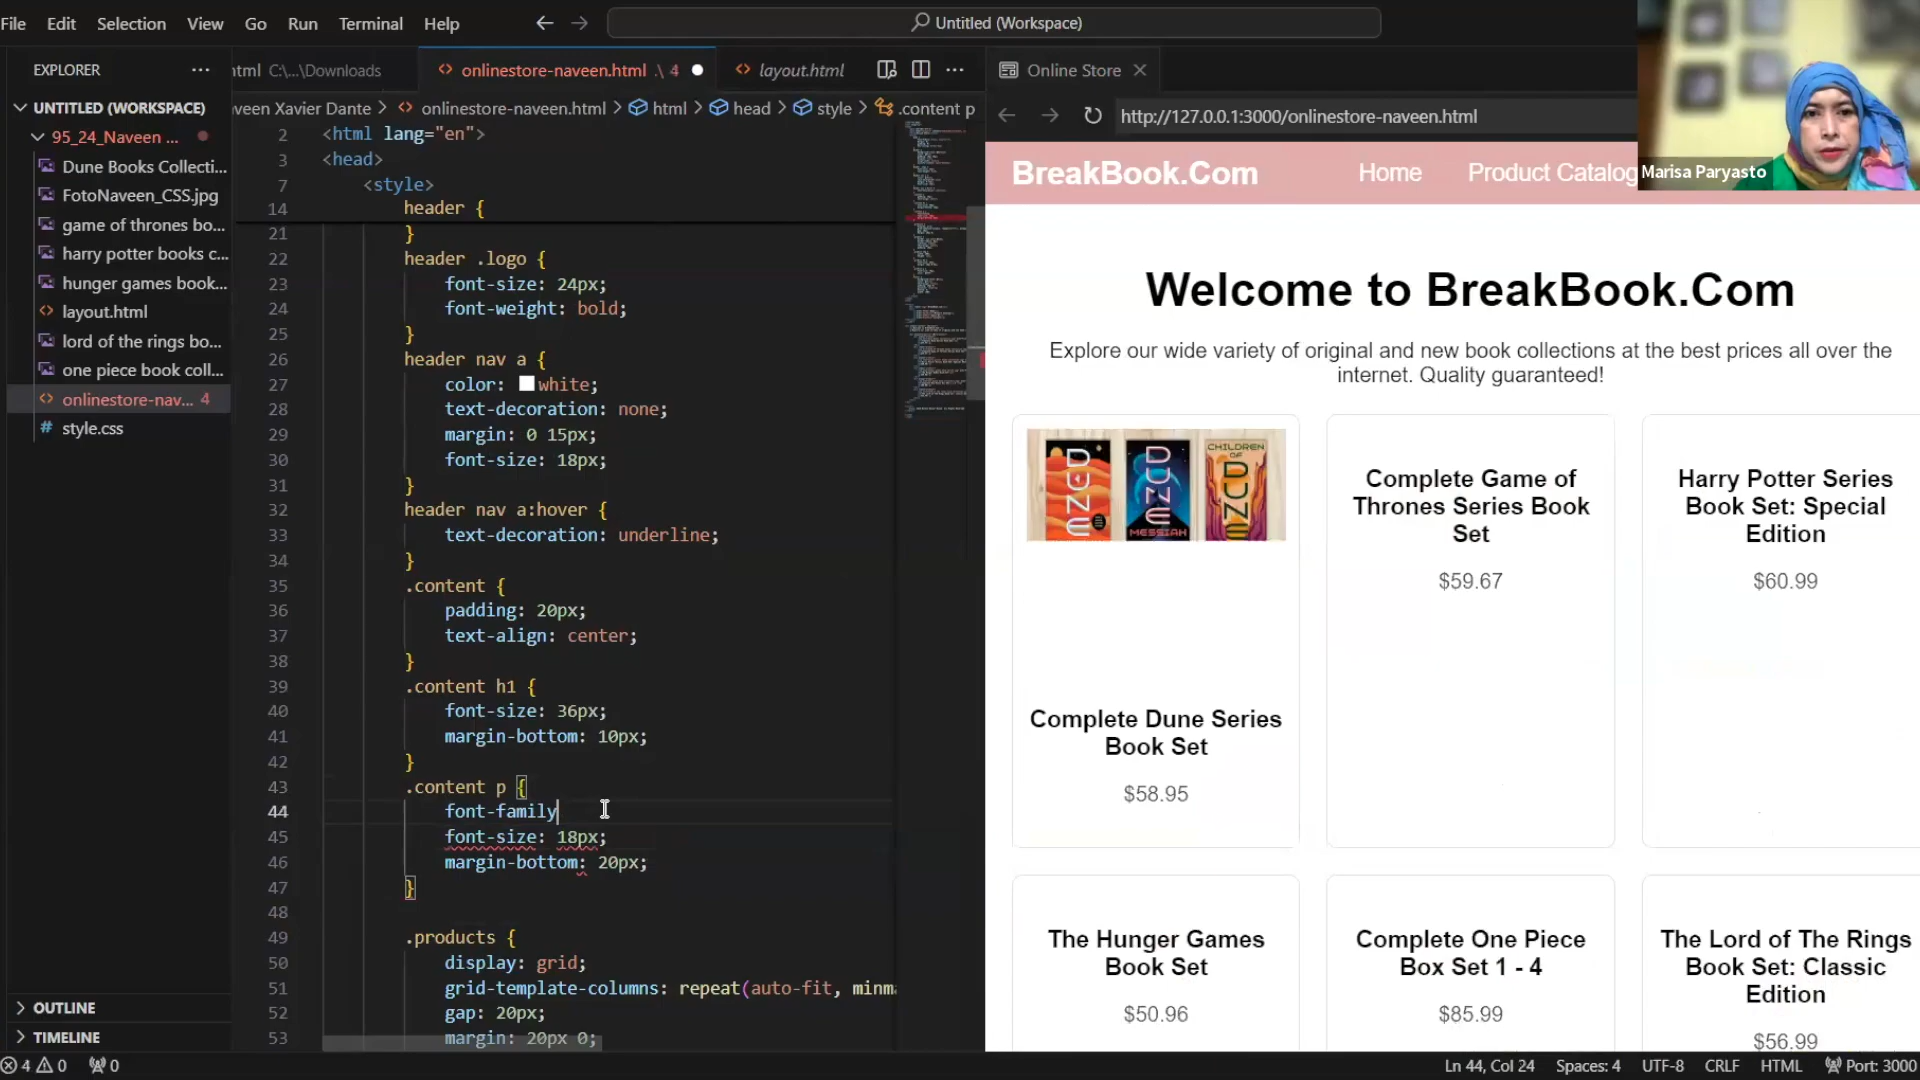 File Edit Selection View Go Run Terminal Help
Untitled (Workspace)
EXPLORER
UNTITLED (WORKSPACE)
95_24_Naveen ...
Dune Books Collecti...
FotoNaveen_CSS.jpg
game of thrones bo...
harry potter books c...
hunger games book...
layout.html
lord of the rings bo...
one piece book coll...
onlinestore-nav... 4
style.css
OUTLINE
TIMELINE
html C:\...\Downloads
onlinestore-naveen.html .\ 4
layout.html
veen Xavier Dante > onlinestore-naveen.html > html > head > style > .content p
2 <html lang="en">
3 <head>
7 <style>
14 header {
21 }
22 header .logo {
23 font-size: 24px;
24 font-weight: bold;
25 }
26 header nav a {
27 color: white;
28 text-decoration: none;
29 margin: 0 15px;
30 font-size: 18px;
31 }
32 header nav a:hover {
33 text-decoration: underline;
34 }
35 .content {
36 padding: 20px;
37 text-align: center;
38 }
39 .content h1 {
40 font-size: 36px;
41 margin-bottom: 10px;
42 }
43 .content p {
44 font-family
45 font-size: 18px;
46 margin-bottom: 20px;
47 }
48
49 .products {
50 display: grid;
51 grid-template-columns: repeat(auto-fit, minm
52 gap: 20px;
53 margin: 20px 0;
Online Store
http://127.0.0.1:3000/onlinestore-naveen.html
BreakBook.Com Home Product Catalog
Marisa Paryasto
Welcome to BreakBook.Com
Explore our wide variety of original and new book collections at the best prices all over the
internet. Quality guaranteed!
DUNE
DUNE
MESSIAH
CHILDREN
OF
DUNE
Complete Dune Series
Book Set
$58.95
Complete Game of
Thrones Series Book
Set
$59.67
Harry Potter Series
Book Set: Special
Edition
$60.99
The Hunger Games
Book Set
$50.96
Complete One Piece
Box Set 1 - 4
$85.99
The Lord of The Rings
Book Set: Classic
Edition
$56.99
4 0 0
Ln 44, Col 24 Spaces: 4 UTF-8 CRLF HTML Port: 3000